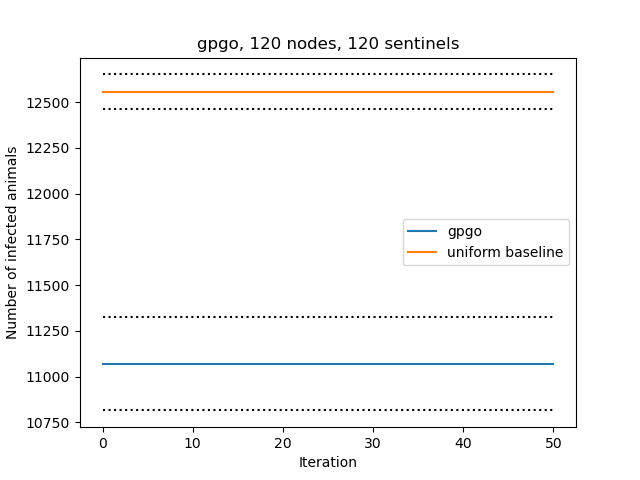 gpgo, 120 nodes, 120 sentinels
Number of infected animals
12500
12250
12000
11750
11500
11250
11000
10750
gpgo
uniform baseline
0 10 20 30 40 50
Iteration